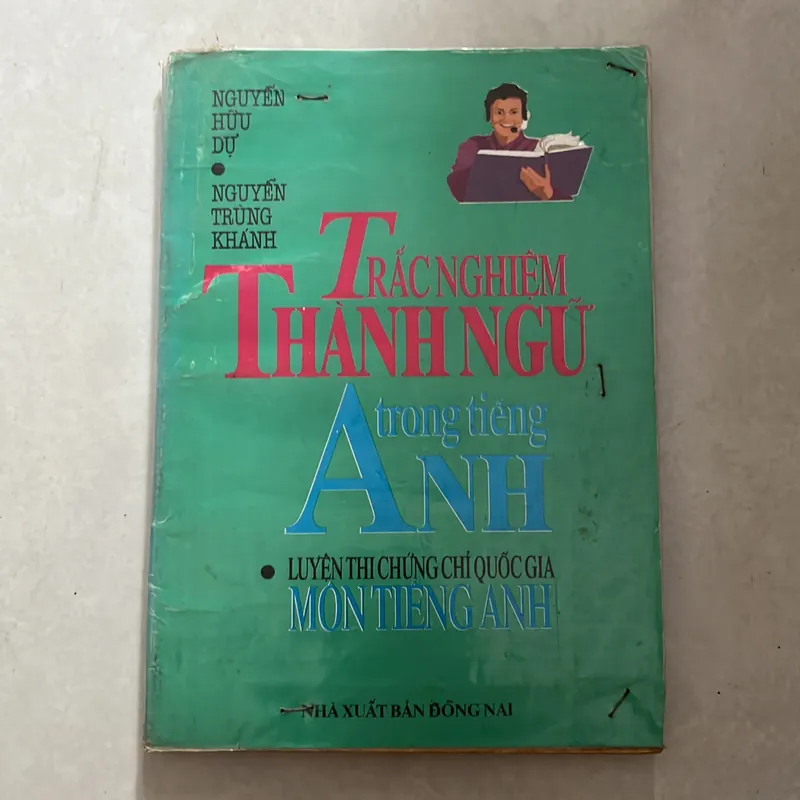 NGUYỄN
HỮU
DỰ
•
NGUYỄN
TRÙNG
KHÁNH
TRẮC NGHIỆM
THÀNH NGỮ
trong tiếng
ANH
• LUYỆN THI CHỨNG CHỈ QUỐC GIA
MÔN TIẾNG ANH
NHÀ XUẤT BẢN ĐỒNG NAI